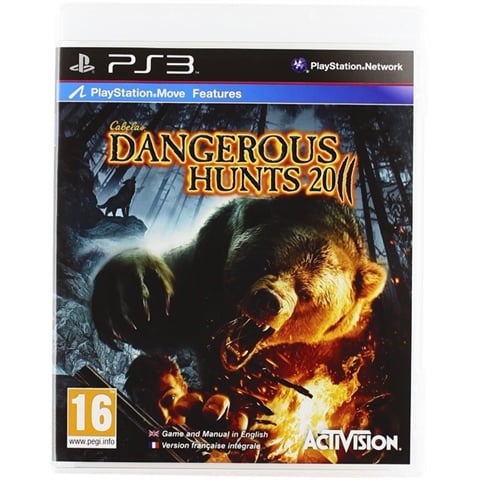 PS3
PlayStation®Network
PlayStation®Move Features
Cabela's
DANGEROUS
HUNTS 2011
16
www.pegi.info
Game and Manual in English
Version française intégrale
ACTIVISION